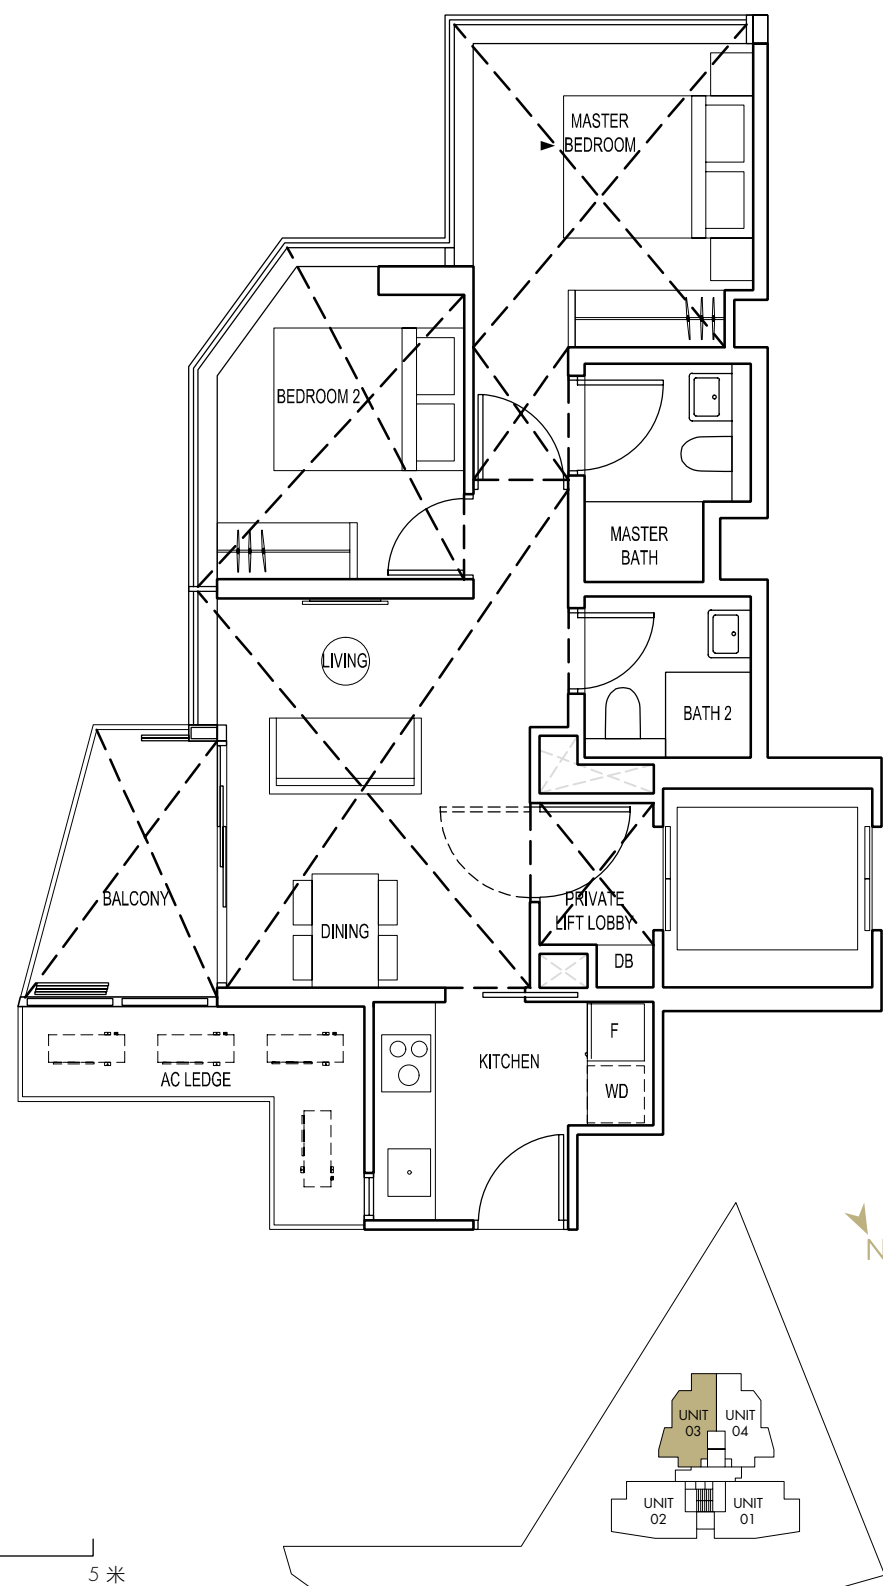 MASTER
BEDROOM
BEDROOM 2
MASTER
BATH
LIVING
BATH 2
BALCONY
PRIVATE
LIFT LOBBY
DINING
DB
F
KITCHEN
AC LEDGE
WD
N
UNIT
03
UNIT
04
UNIT
02
UNIT
01
5 米